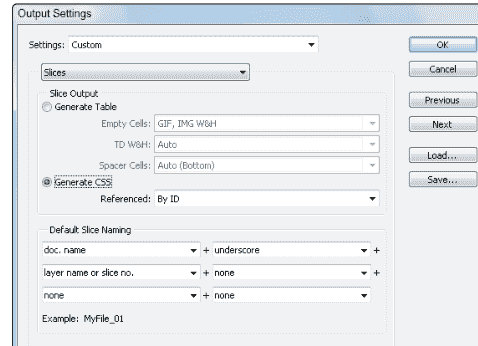 Output Settings
Settings: Custom
OK
Slices
Cancel
Slice Output
Generate Table
Previous
Empty Cells: GIF, IMG W&H
Next
TD W&H: Auto
Spacer Cells: Auto (Bottom)
Load...
Generate CSS
Save...
Referenced: By ID
Default Slice Naming
doc. name + underscore +
layer name or slice no. + none +
none + none
Example: MyFile_01